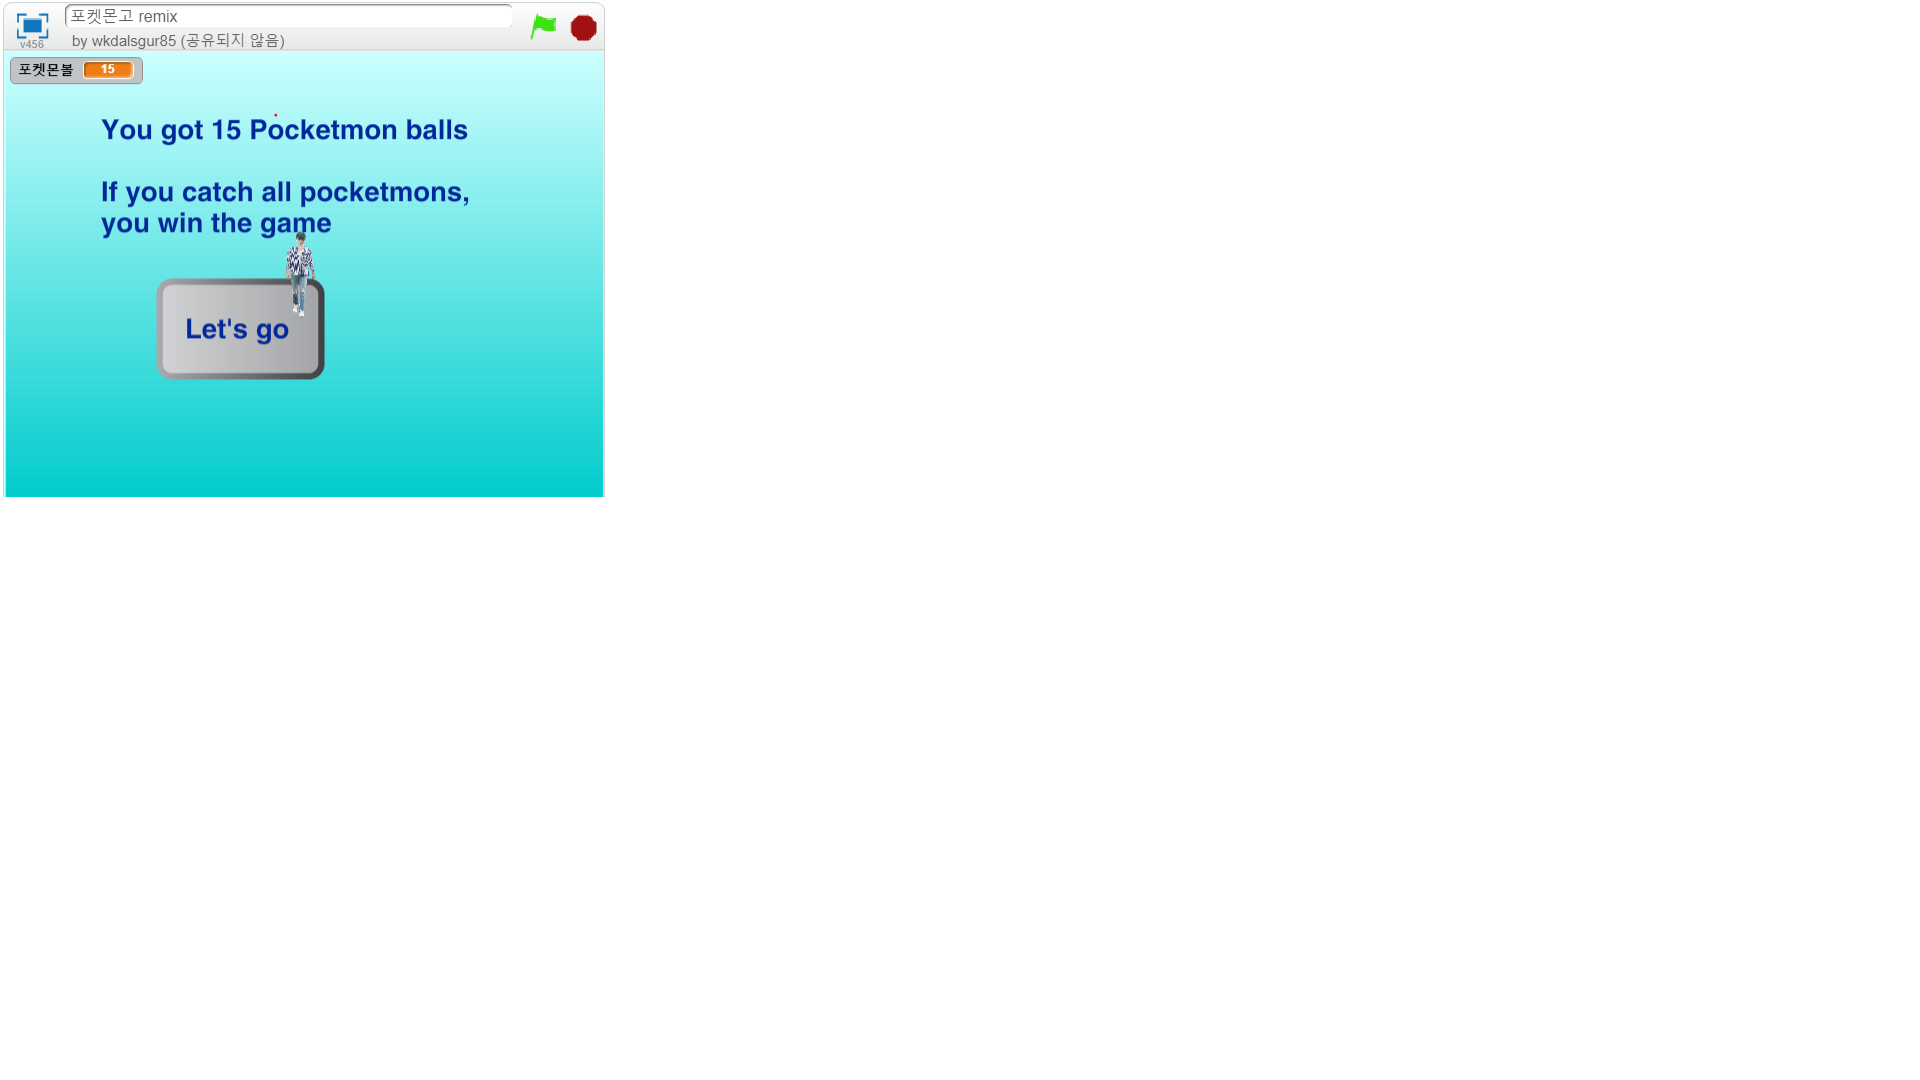 포켓몬고 remix
v456
by wkdalsgur85 (공유되지 않음)
포켓몬볼 15
You got 15 Pocketmon balls
If you catch all pocketmons,
you win the game
Let's go